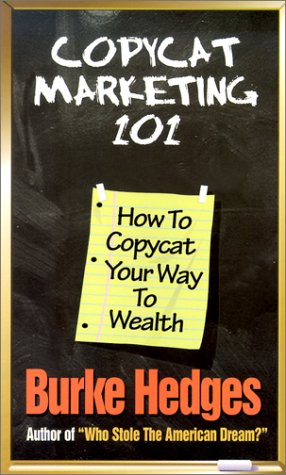 COPYCAT
MARKETING
101
How To
Copycat
Your Way
To
Wealth
Burke Hedges
Author of "Who Stole The American Dream?"